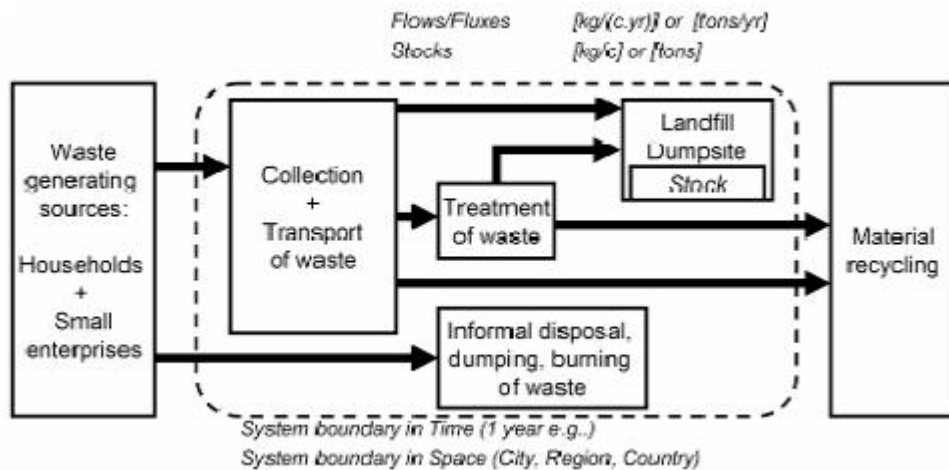 Flows/Fluxes [kg/(c.yr)] or [tons/yr]
Stocks [kg/c] or [tons]
Waste
generating
sources:
Households
+
Small
enterprises
Collection
+
Transport
of waste
Landfill
Dumpsite
Stock
Treatment
of waste
Informal disposal,
dumping, burning
of waste
Material
recycling
System boundary in Time (1 year e.g..)
System boundary in Space (City, Region, Country)